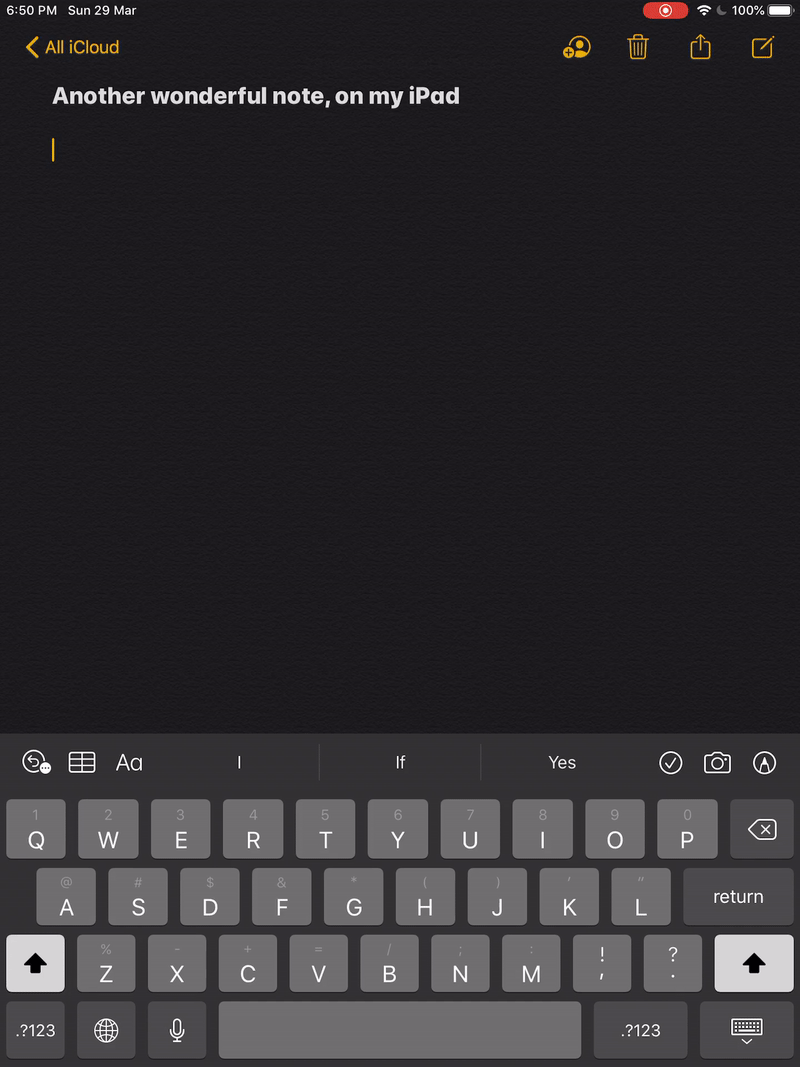 6:50 PM Sun 29 Mar 100%
All iCloud
Another wonderful note, on my iPad
Aa I If Yes
1 2 3 4 5 6 7 8 9 0
Q W E R T Y U I O P
@ # $ & * ( ) ' "
A S D F G H J K L return
% - + = / ; : ! ?
Z X C V B N M , .
.?123 .?123